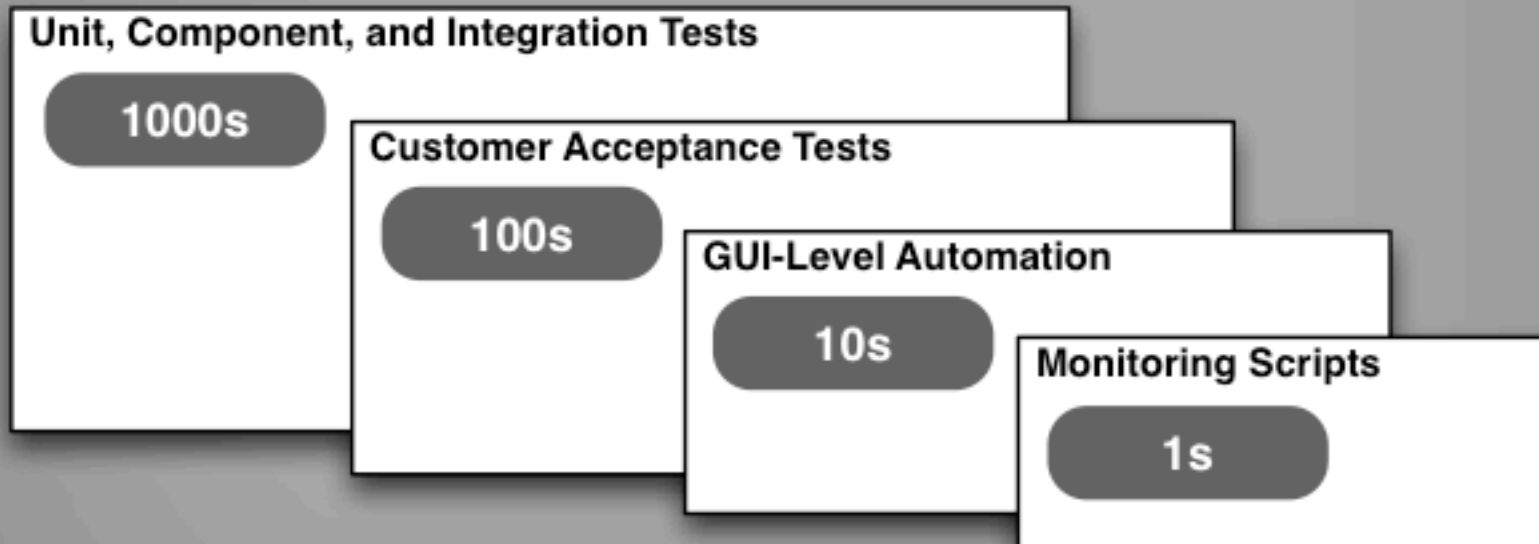 Unit, Component, and Integration Tests
1000s
Customer Acceptance Tests
100s
GUI-Level Automation
10s
Monitoring Scripts
1s